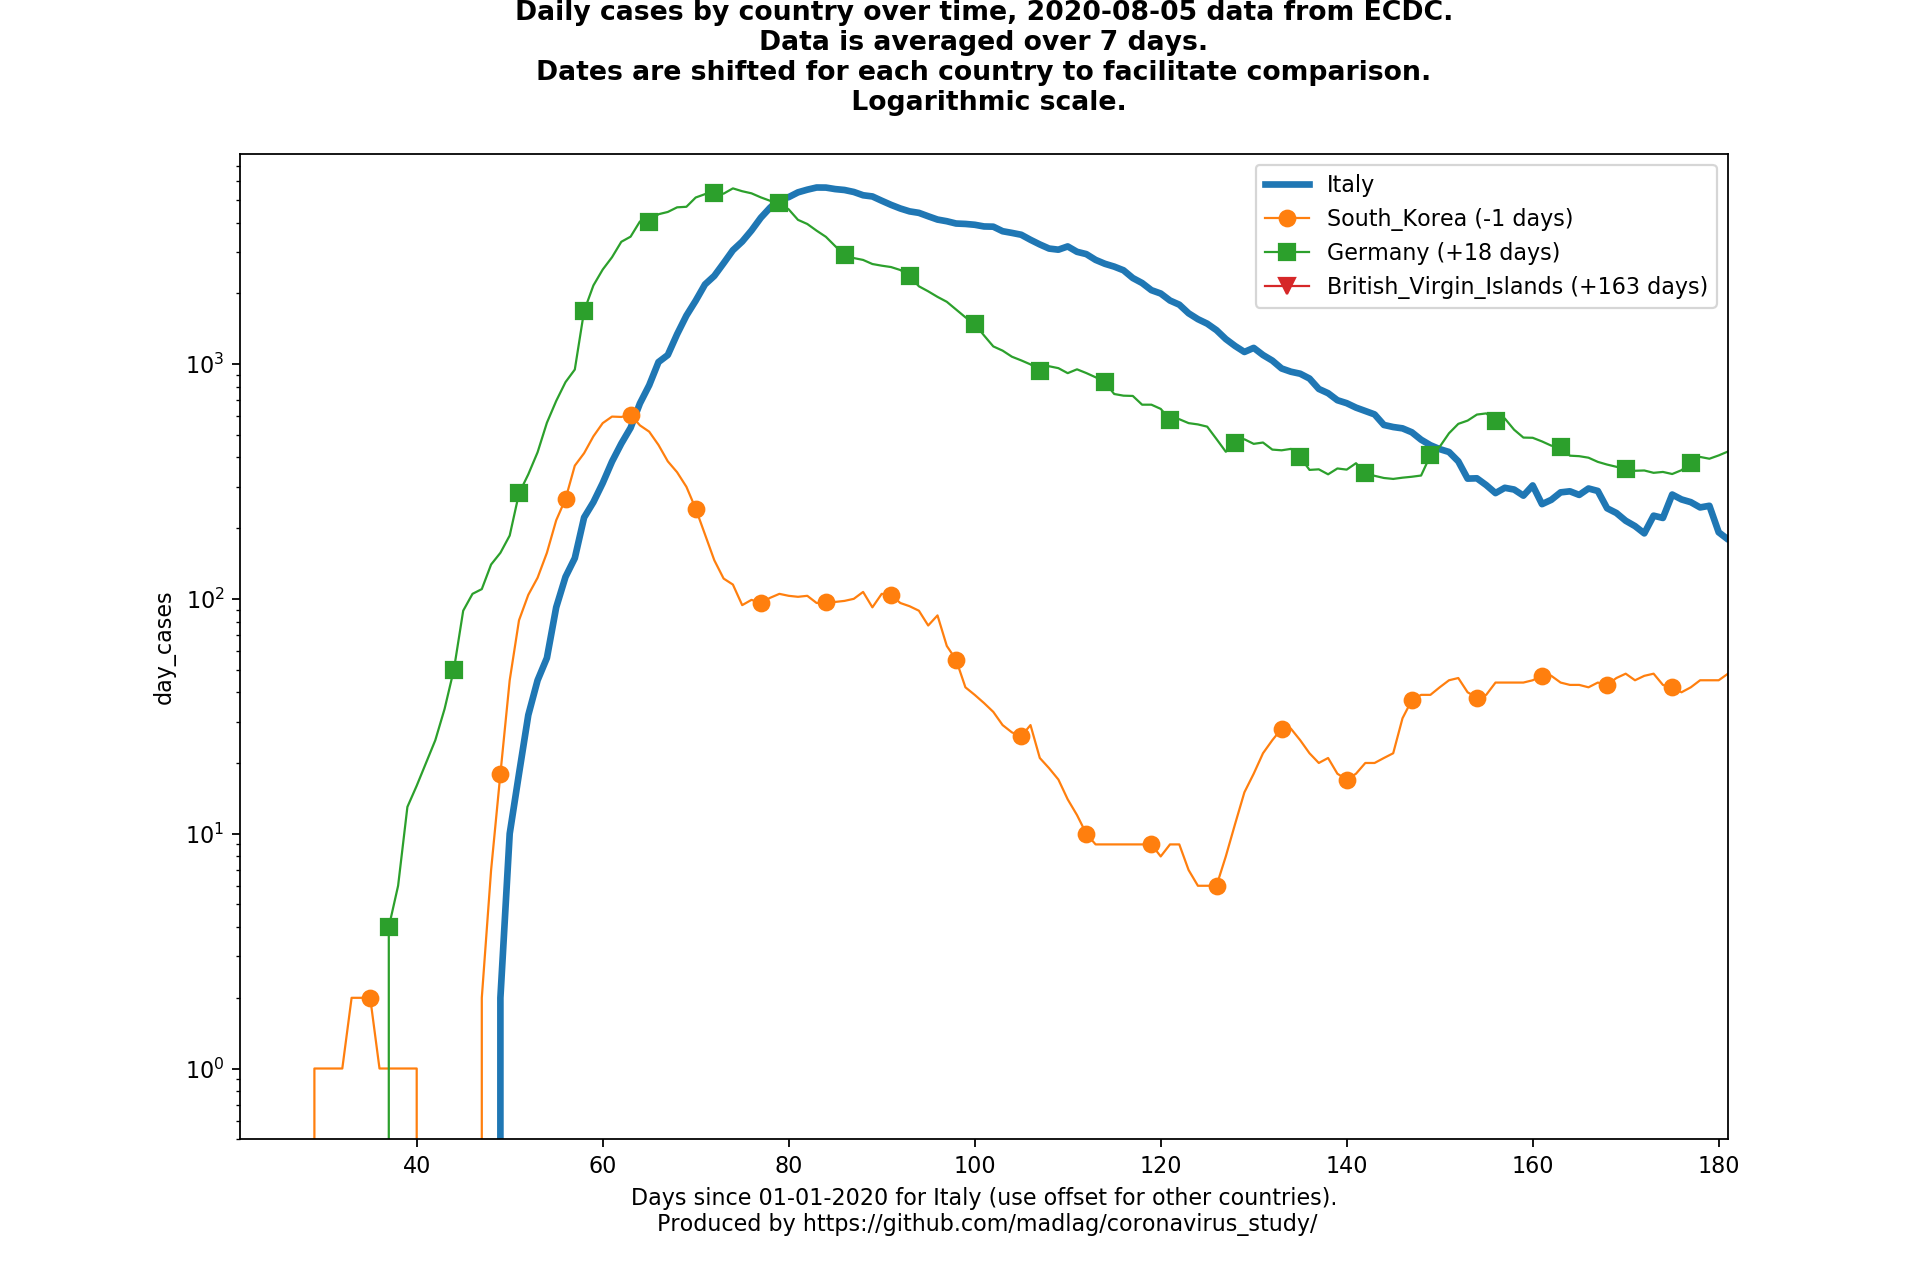 Daily cases by country over time, 2020-08-05 data from ECDC.
Data is averaged over 7 days.
Dates are shifted for each country to facilitate comparison.
Logarithmic scale.
Italy
South_Korea (-1 days)
Germany (+18 days)
British_Virgin_Islands (+163 days)
day_cases
10³
10²
10¹
10⁰
40 60 80 100 120 140 160 180
Days since 01-01-2020 for Italy (use offset for other countries).
Produced by https://github.com/madlag/coronavirus_study/